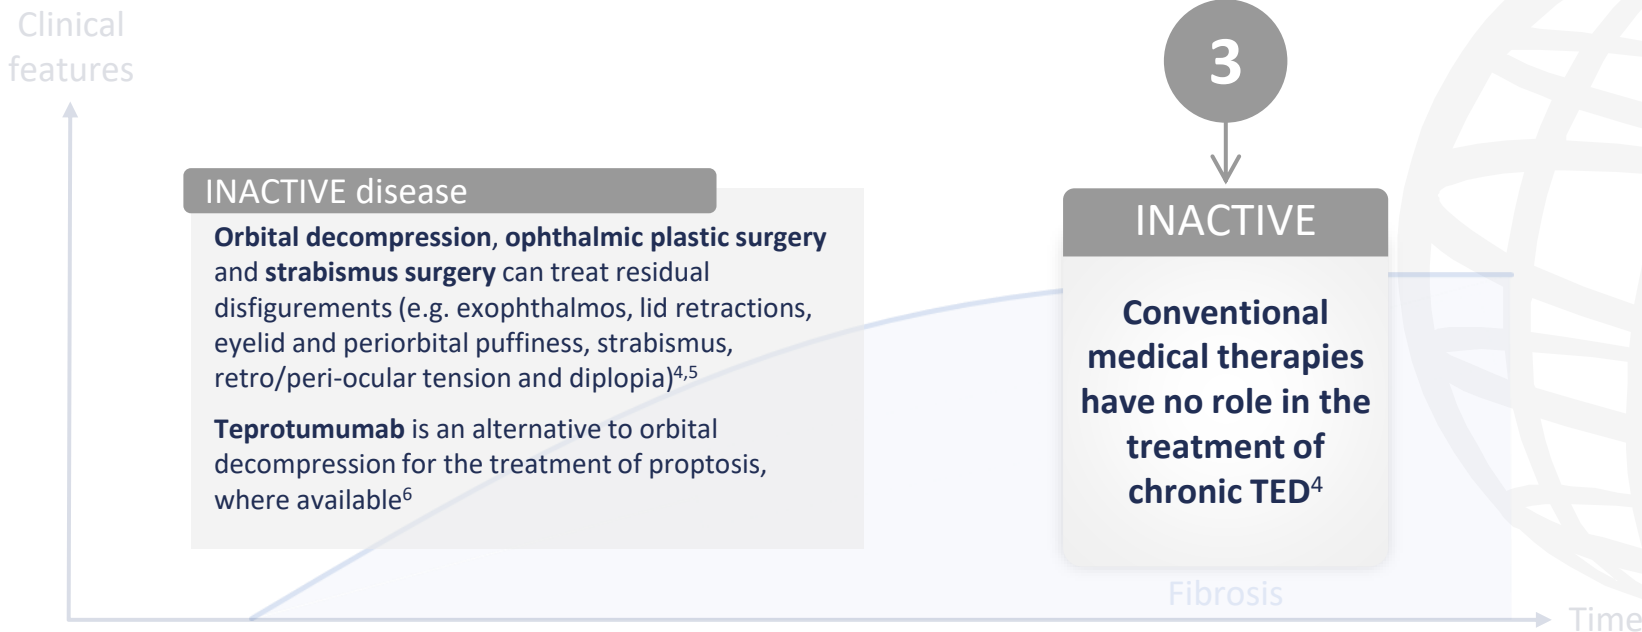 Clinical
features
3
INACTIVE disease
Orbital decompression, ophthalmic plastic surgery
and strabismus surgery can treat residual
disfigurements (e.g. exophthalmos, lid retractions,
eyelid and periorbital puffiness, strabismus,
retro/peri-ocular tension and diplopia)4,5
Teprotumumab is an alternative to orbital
decompression for the treatment of proptosis,
where available6
INACTIVE
Conventional
medical therapies
have no role in the
treatment of
chronic TED4
Fibrosis
Time